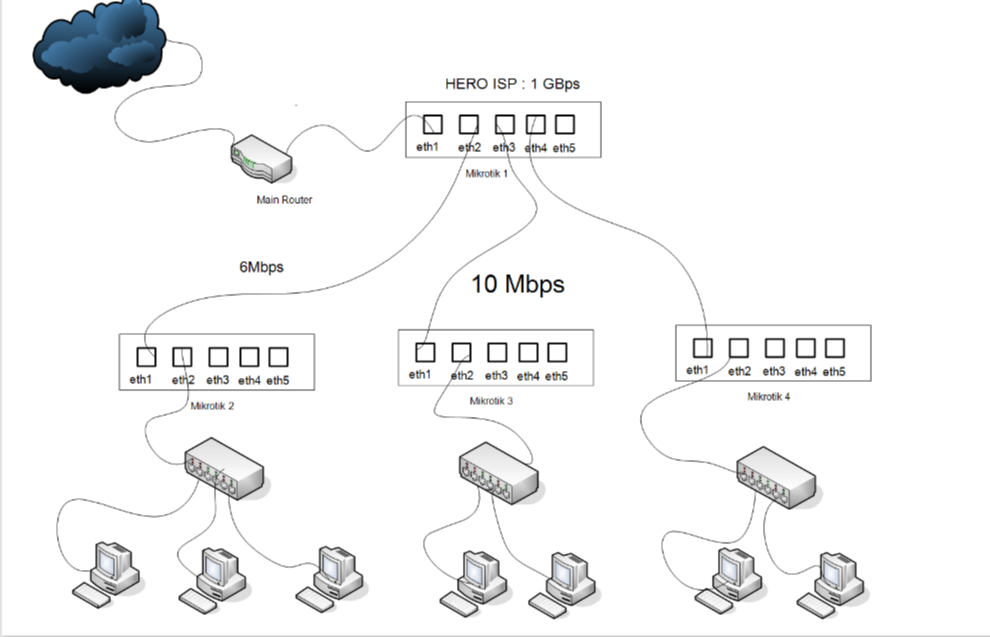 HERO ISP : 1 GBps
eth1 eth2 eth3 eth4 eth5
Mikrotik 1
Main Router
6Mbps
10 Mbps
eth1 eth2 eth3 eth4 eth5
Mikrotik 2
eth1 eth2 eth3 eth4 eth5
Mikrotik 3
eth1 eth2 eth3 eth4 eth5
Mikrotik 4